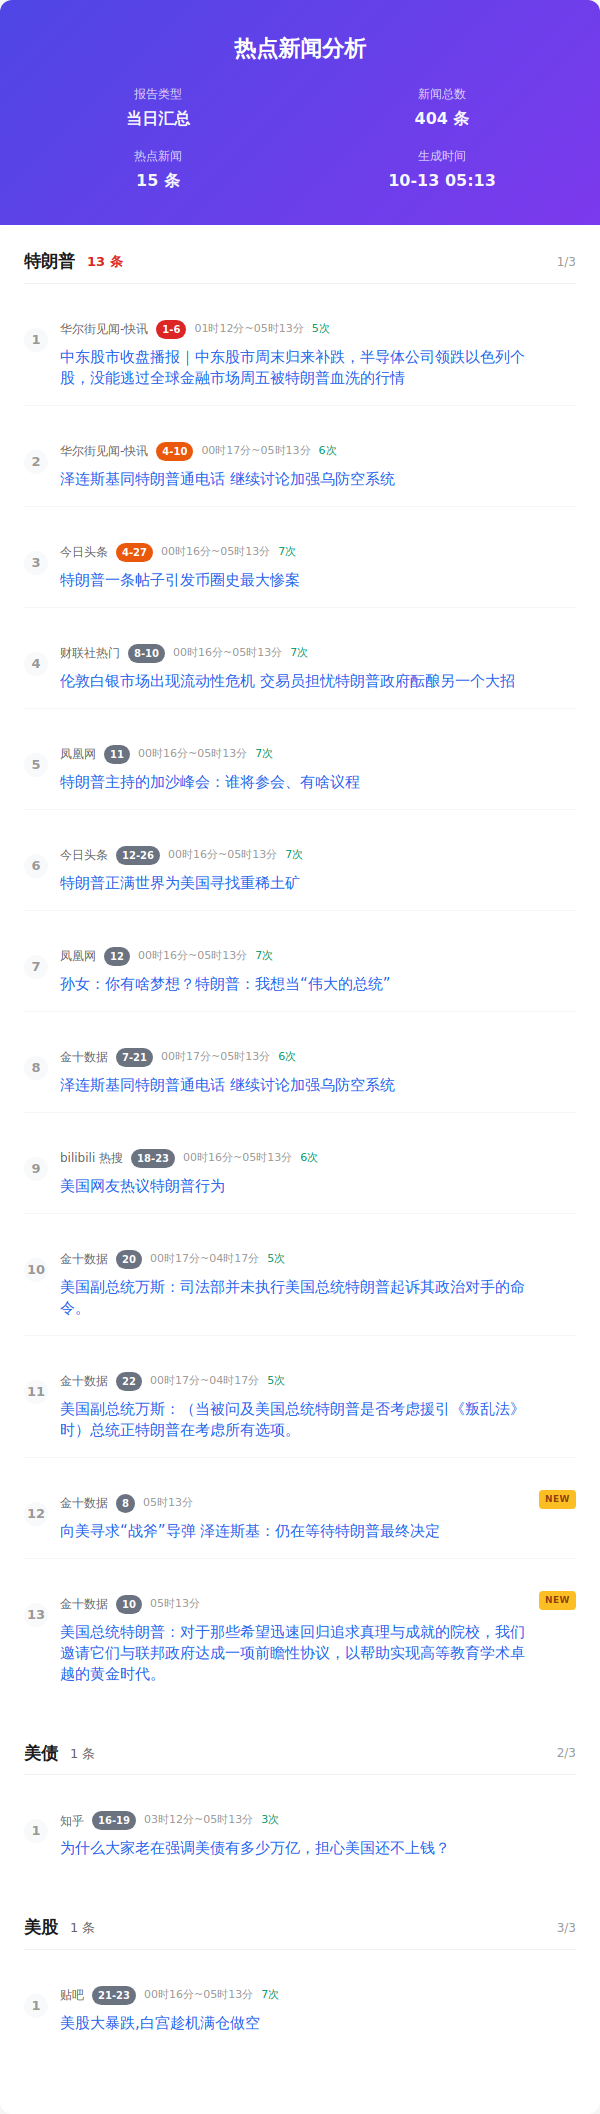 热点新闻分析
报告类型
当日汇总
新闻总数
404 条
热点新闻
15 条
生成时间
10-13 05:13
特朗普 13 条 1/3
1
华尔街见闻-快讯 1-6 01时12分~05时13分 5次
中东股市收盘播报｜中东股市周末归来补跌，半导体公司领跌以色列个
股，没能逃过全球金融市场周五被特朗普血洗的行情
2
华尔街见闻-快讯 4-10 00时17分~05时13分 6次
泽连斯基同特朗普通电话 继续讨论加强乌防空系统
3
今日头条 4-27 00时16分~05时13分 7次
特朗普一条帖子引发币圈史最大惨案
4
财联社热门 8-10 00时16分~05时13分 7次
伦敦白银市场出现流动性危机 交易员担忧特朗普政府酝酿另一个大招
5
凤凰网 11 00时16分~05时13分 7次
特朗普主持的加沙峰会：谁将参会、有啥议程
6
今日头条 12-26 00时16分~05时13分 7次
特朗普正满世界为美国寻找重稀土矿
7
凤凰网 12 00时16分~05时13分 7次
孙女：你有啥梦想？特朗普：我想当“伟大的总统”
8
金十数据 7-21 00时17分~05时13分 6次
泽连斯基同特朗普通电话 继续讨论加强乌防空系统
9
bilibili 热搜 18-23 00时16分~05时13分 6次
美国网友热议特朗普行为
10
金十数据 20 00时17分~04时17分 5次
美国副总统万斯：司法部并未执行美国总统特朗普起诉其政治对手的命
令。
11
金十数据 22 00时17分~04时17分 5次
美国副总统万斯：（当被问及美国总统特朗普是否考虑援引《叛乱法》
时）总统正特朗普在考虑所有选项。
12
金十数据 8 05时13分 NEW
向美寻求“战斧”导弹 泽连斯基：仍在等待特朗普最终决定
13
金十数据 10 05时13分 NEW
美国总统特朗普：对于那些希望迅速回归追求真理与成就的院校，我们
邀请它们与联邦政府达成一项前瞻性协议，以帮助实现高等教育学术卓
越的黄金时代。
美债 1 条 2/3
1
知乎 16-19 03时12分~05时13分 3次
为什么大家老在强调美债有多少万亿，担心美国还不上钱？
美股 1 条 3/3
1
贴吧 21-23 00时16分~05时13分 7次
美股大暴跌,白宫趁机满仓做空